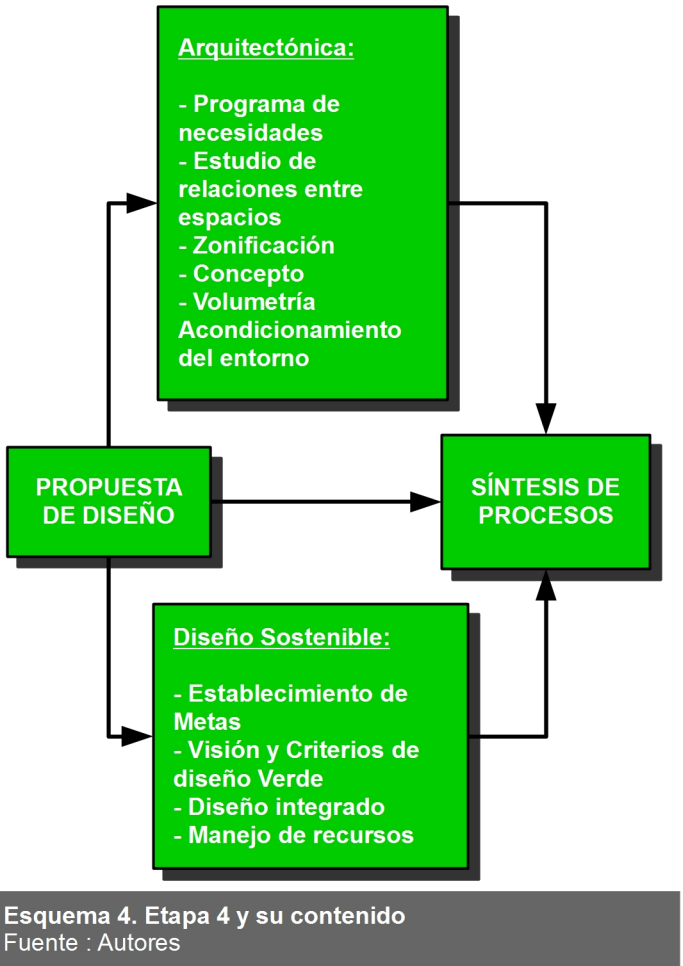 Arquitectónica:
- Programa de
necesidades
- Estudio de
relaciones entre
espacios
- Zonificación
- Concepto
- Volumetría
Acondicionamiento
del entorno
PROPUESTA
DE DISEÑO
SÍNTESIS DE
PROCESOS
Diseño Sostenible:
- Establecimiento de
Metas
- Visión y Criterios de
diseño Verde
- Diseño integrado
- Manejo de recursos
Esquema 4. Etapa 4 y su contenido
Fuente : Autores